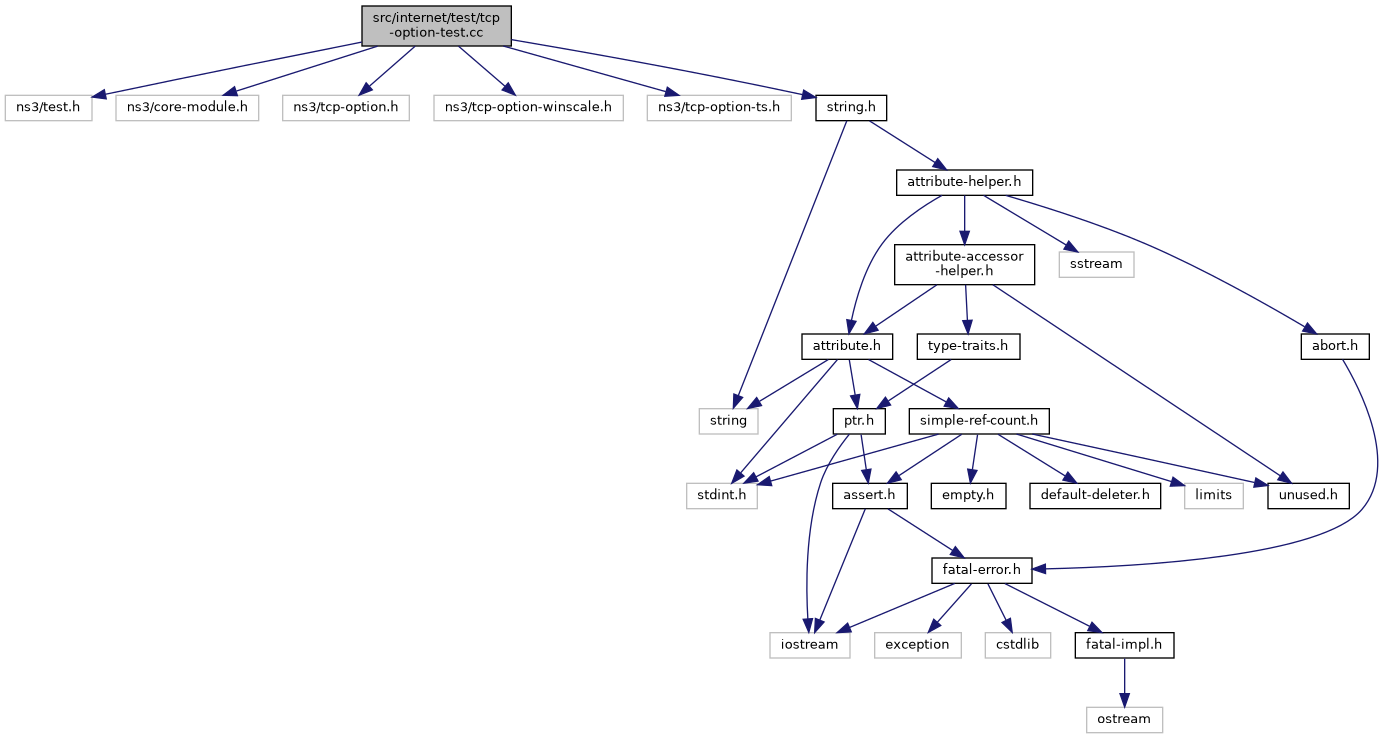 src/internet/test/tcp
-option-test.cc
ns3/test.h
ns3/core-module.h
ns3/tcp-option.h
ns3/tcp-option-winscale.h
ns3/tcp-option-ts.h
string.h
attribute-helper.h
attribute-accessor
-helper.h
sstream
attribute.h
type-traits.h
abort.h
string
ptr.h
simple-ref-count.h
stdint.h
assert.h
empty.h
default-deleter.h
limits
unused.h
fatal-error.h
iostream
exception
cstdlib
fatal-impl.h
ostream